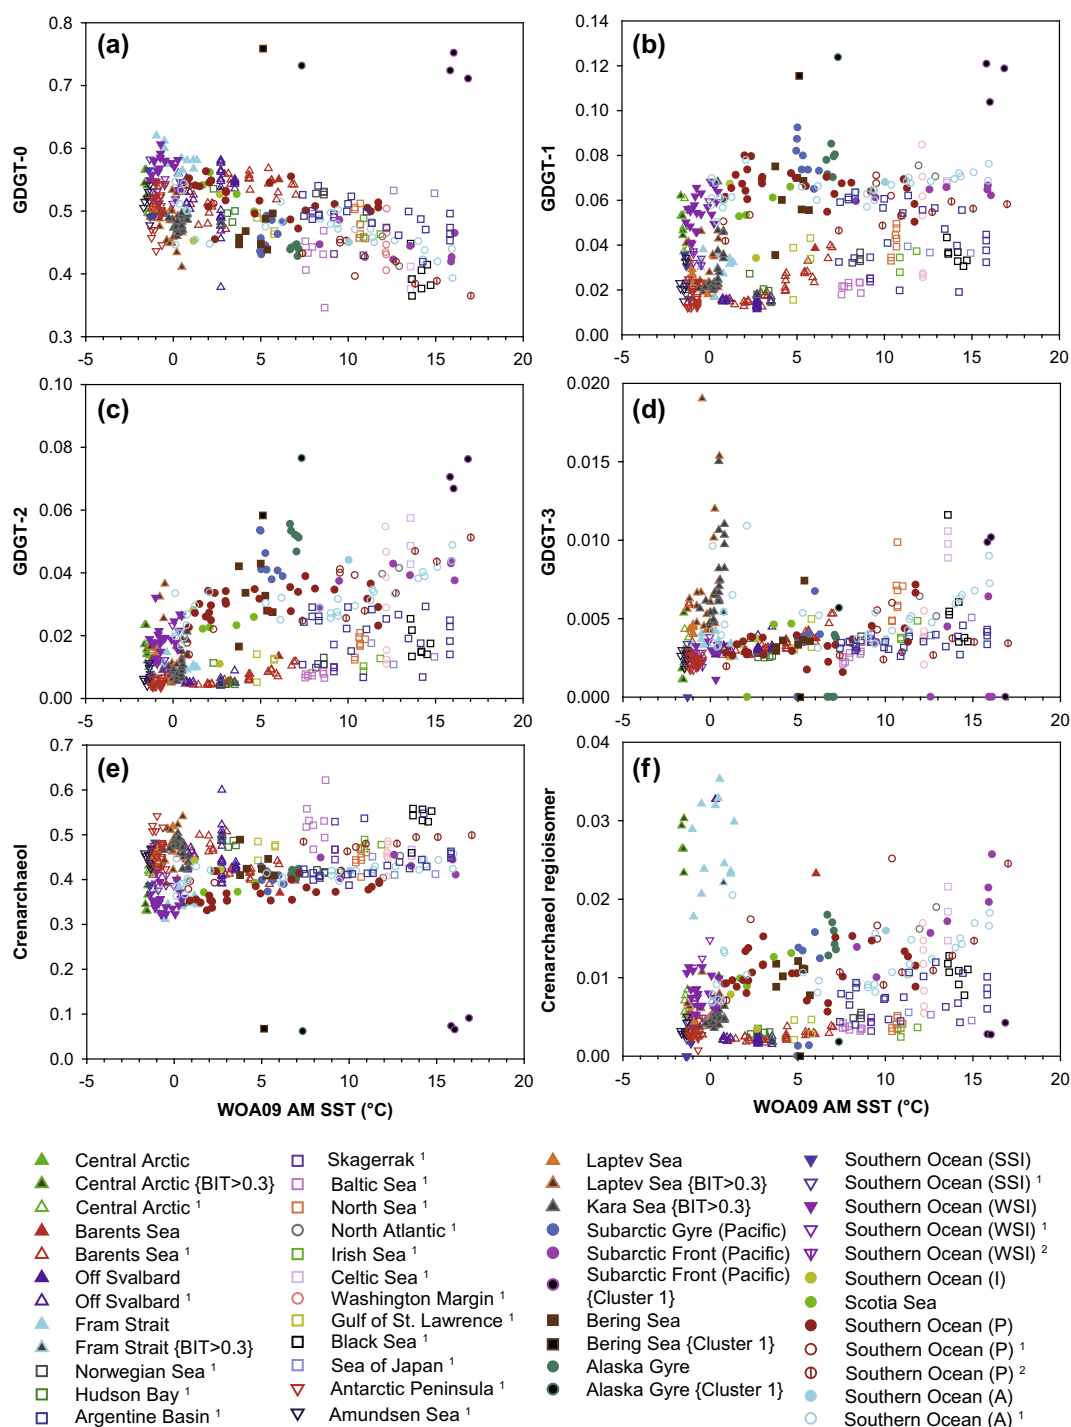 (a)
GDGT-0
0.8
0.7
0.6
0.5
0.4
0.3
-5 0 5 10 15 20
(b)
GDGT-1
0.14
0.12
0.10
0.08
0.06
0.04
0.02
0.00
-5 0 5 10 15 20
(c)
GDGT-2
0.10
0.08
0.06
0.04
0.02
0.00
-5 0 5 10 15 20
(d)
GDGT-3
0.020
0.015
0.010
0.005
0.000
-5 0 5 10 15 20
(e)
Crenarchaeol
0.7
0.6
0.5
0.4
0.3
0.2
0.1
0.0
-5 0 5 10 15 20
WOA09 AM SST (°C)
(f)
Crenarchaeol regioisomer
0.04
0.03
0.02
0.01
0.00
-5 0 5 10 15 20
WOA09 AM SST (°C)
Central Arctic
Central Arctic {BIT>0.3}
Central Arctic ¹
Barents Sea
Barents Sea ¹
Off Svalbard
Off Svalbard ¹
Fram Strait
Fram Strait {BIT>0.3}
Norwegian Sea ¹
Hudson Bay ¹
Argentine Basin ¹
Skagerrak ¹
Baltic Sea ¹
North Sea ¹
North Atlantic ¹
Irish Sea ¹
Celtic Sea ¹
Washington Margin ¹
Gulf of St. Lawrence ¹
Black Sea ¹
Sea of Japan ¹
Antarctic Peninsula ¹
Amundsen Sea ¹
Laptev Sea
Laptev Sea {BIT>0.3}
Kara Sea {BIT>0.3}
Subarctic Gyre (Pacific)
Subarctic Front (Pacific)
Subarctic Front (Pacific)
{Cluster 1}
Bering Sea
Bering Sea {Cluster 1}
Alaska Gyre
Alaska Gyre {Cluster 1}
Southern Ocean (SSI)
Southern Ocean (SSI) ¹
Southern Ocean (WSI)
Southern Ocean (WSI) ¹
Southern Ocean (WSI) ²
Southern Ocean (I)
Scotia Sea
Southern Ocean (P)
Southern Ocean (P) ¹
Southern Ocean (P) ²
Southern Ocean (A)
Southern Ocean (A) ¹